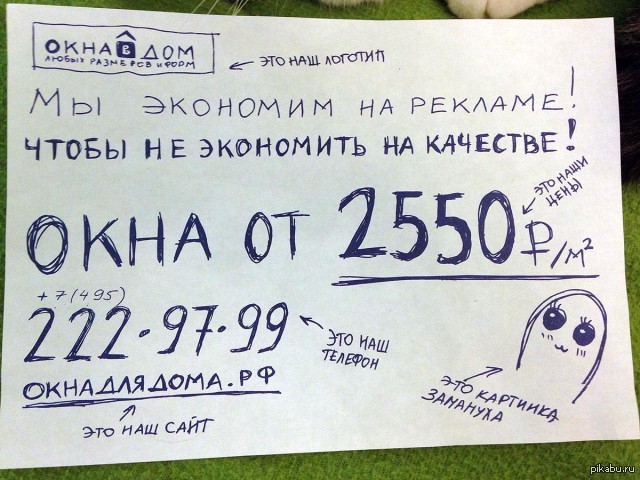 ОКНА В ДОМ
ЛЮБЫХ РАЗМЕРОВ И ФОРМ
ЭТО НАШ ЛОГОТИП
МЫ ЭКОНОМИМ НА РЕКЛАМЕ!
ЧТОБЫ НЕ ЭКОНОМИТЬ НА КАЧЕСТВЕ!
ЭТО НАШИ
ЦЕНЫ
ОКНА ОТ 2550 ₽/м²
+7(495)
222-97-99
ЭТО НАШ
ТЕЛЕФОН
ОКНАДЛЯДОМА.РФ
ЭТО НАШ САЙТ
ЭТО КАРТИНКА
ЗАМАНУХА
pikabu.ru